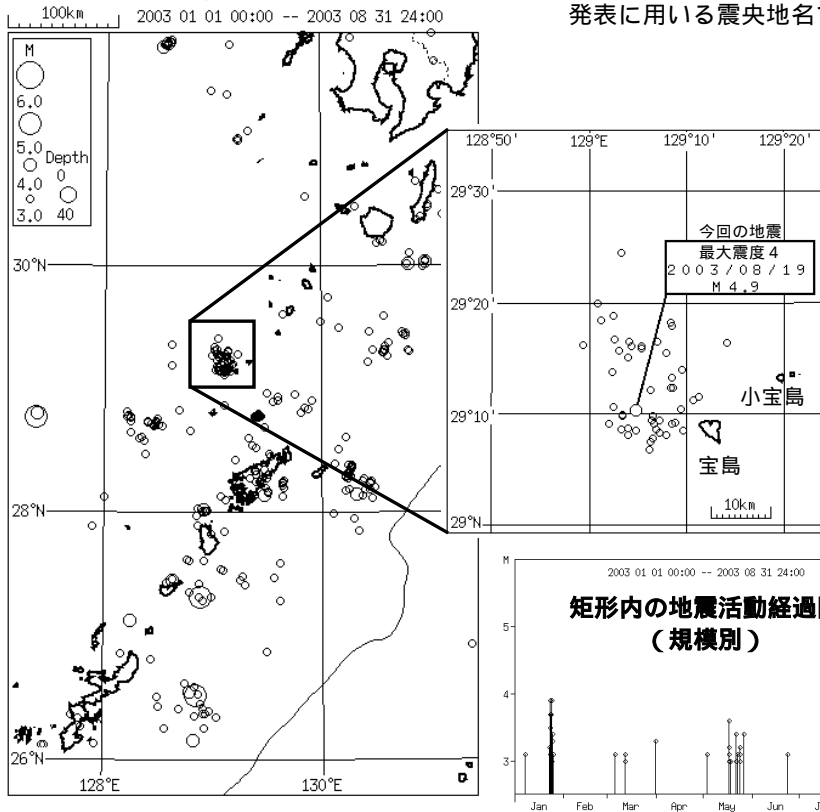 発表に用いる震央地名
100km
2003 01 01 00:00 -- 2003 08 31 24:00
M
6.0
5.0
4.0
3.0
Depth
0
40
30°N
28°N
26°N
128°E
130°E
128°50'
129°E
129°10'
129°20'
29°30'
29°20'
29°10'
29°N
今回の地震
最大震度4
2003/08/19
M 4.9
小宝島
宝島
10km
M
2003 01 01 00:00 -- 2003 08 31 24:00
矩形内の地震活動経過
(規模別)
5
4
3
Jan
Feb
Mar
Apr
May
Jun